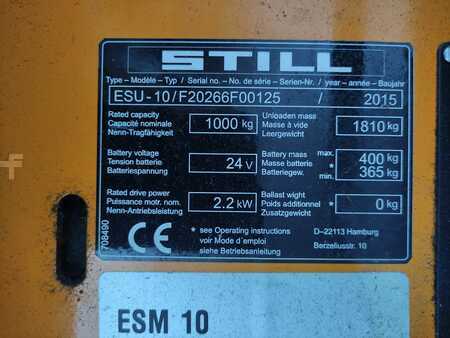 STILL
Type – Modèle – Typ / Serial no. – No. de série – Serien-Nr. / year – année – Baujahr
ESU - 10 / F20266F00125 / 2015
Rated capacity
Capacité nominale
Nenn-Tragfähigkeit
1000 kg
Unloaden mass
Masse à vide
Leergewicht
1810 kg
Battery voltage
Tension batterie
Batteriespannung
24 V
Battery mass max.
Masse batterie *
Batteriegew. min.
400 kg
365 kg
Rated drive power
Puissance motr. nom.
Nenn-Antriebsleistung
2.2 kW
Ballast wight
Poids additionnel *
Zusatzgewicht
0 kg
* see Operating instructions
voir Mode d´emploi
siehe Betriebsanleitung
D–22113 Hamburg
Berzeliusstr. 10
CE
708490
ESM 10